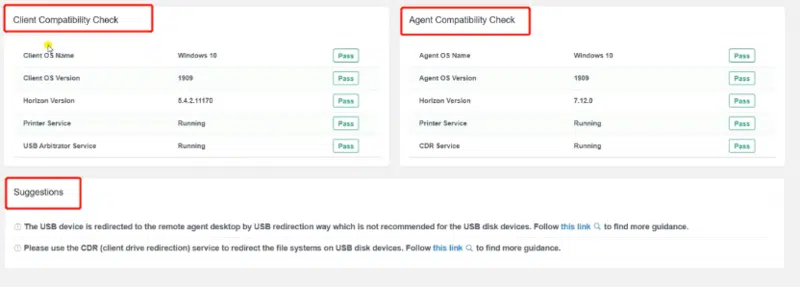 Client Compatibility Check
Client OS Name Windows 10 Pass
Client OS Version 1909 Pass
Horizon Version 5.4.2.11170 Pass
Printer Service Running Pass
USB Arbitrator Service Running Pass
Agent Compatibility Check
Agent OS Name Windows 10 Pass
Agent OS Version 1909 Pass
Horizon Version 7.12.0 Pass
Printer Service Running Pass
CDR Service Running Pass
Suggestions
The USB device is redirected to the remote agent desktop by USB redirection way which is not recommended for the USB disk devices. Follow this link to find more guidance.
Please use the CDR (client drive redirection) service to redirect the file systems on USB disk devices. Follow this link to find more guidance.